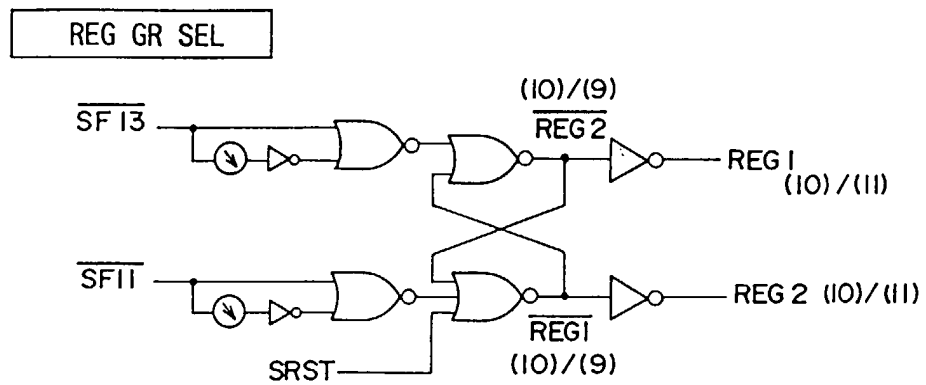 REG GR SEL
(10)/(9)
SF13
REG2
REG1
(10)/(11)
SF11
REG2 (10)/(11)
REG1
SRST
(10)/(9)